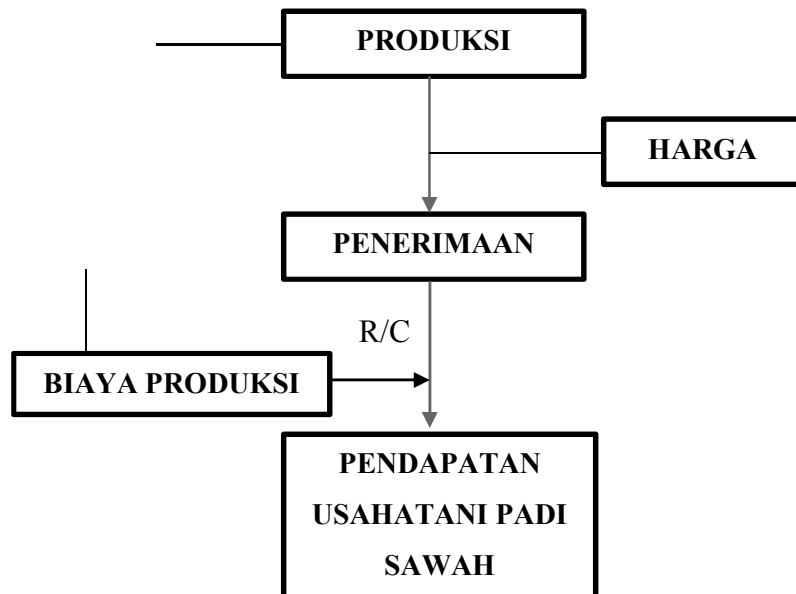 PRODUKSI
HARGA
PENERIMAAN
R/C
BIAYA PRODUKSI
PENDAPATAN
USAHATANI PADI
SAWAH